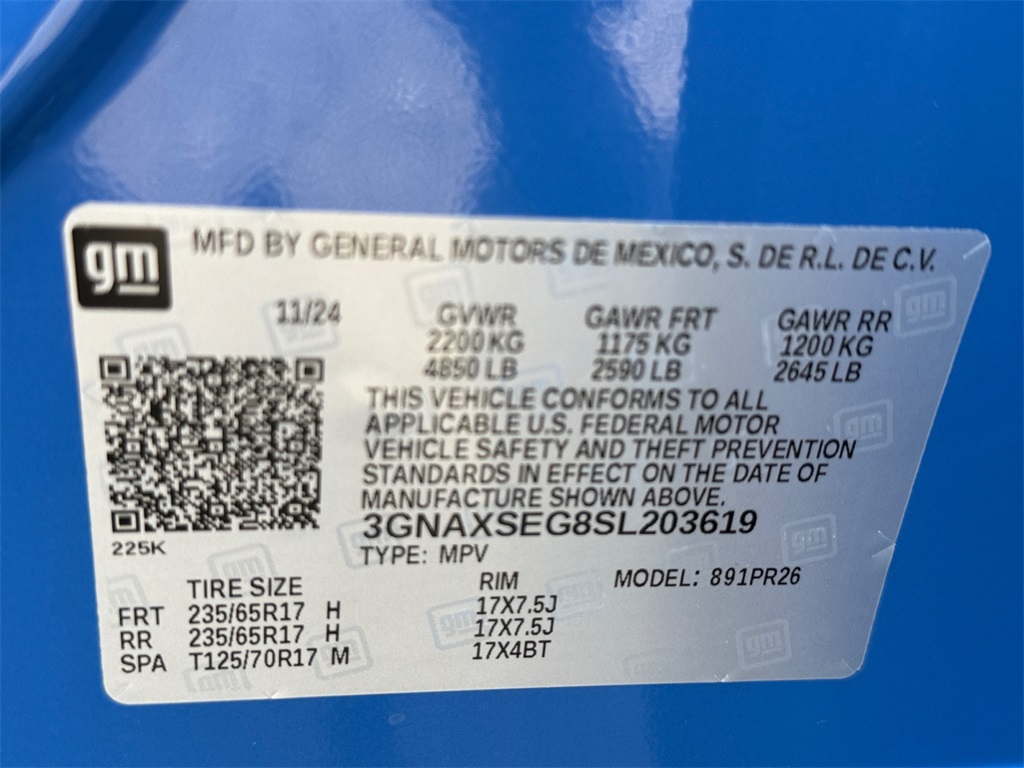 gm
MFD BY GENERAL MOTORS DE MEXICO, S. DE R.L. DE C.V.
11/24 GVWR GAWR FRT GAWR RR
2200 KG 1175 KG 1200 KG
4850 LB 2590 LB 2645 LB
THIS VEHICLE CONFORMS TO ALL
APPLICABLE U.S. FEDERAL MOTOR
VEHICLE SAFETY AND THEFT PREVENTION
STANDARDS IN EFFECT ON THE DATE OF
MANUFACTURE SHOWN ABOVE.
3GNAXSEG8SL203619
225K
TYPE: MPV
TIRE SIZE RIM MODEL: 891PR26
FRT 235/65R17 H 17X7.5J
RR 235/65R17 H 17X7.5J
SPA T125/70R17 M 17X4BT